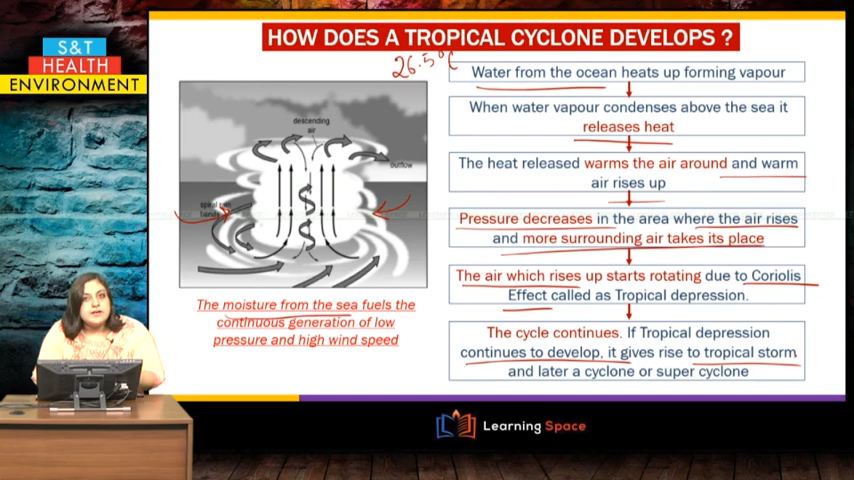 S&T
HEALTH
ENVIRONMENT
HOW DOES A TROPICAL CYCLONE DEVELOPS ?
26.5°C
Water from the ocean heats up forming vapour
When water vapour condenses above the sea it
releases heat
The heat released warms the air around and warm
air rises up
Pressure decreases in the area where the air rises
and more surrounding air takes its place
The air which rises up starts rotating due to Coriolis
Effect called as Tropical depression.
The cycle continues. If Tropical depression
continues to develop, it gives rise to tropical storm
and later a cyclone or super cyclone
descending
air
outflow
spiral rain
bands
The moisture from the sea fuels the
continuous generation of low
pressure and high wind speed
Learning Space